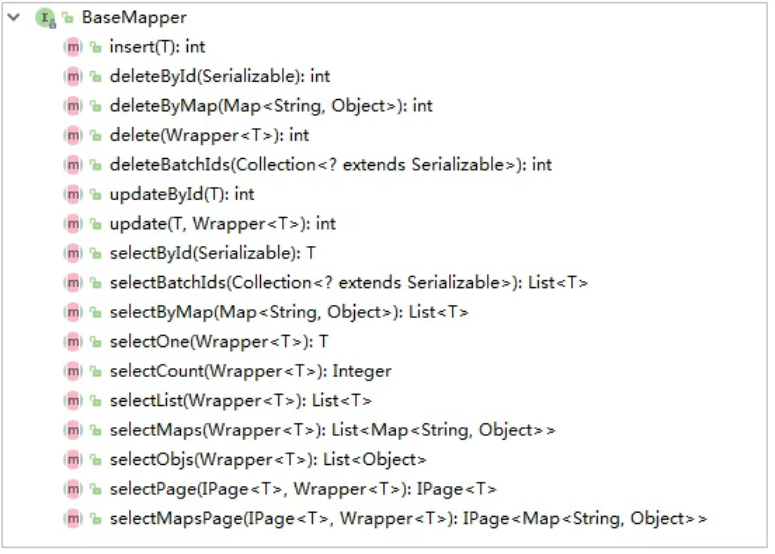 BaseMapper
insert(T): int
deleteById(Serializable): int
deleteByMap(Map<String, Object>): int
delete(Wrapper<T>): int
deleteBatchIds(Collection<? extends Serializable>): int
updateById(T): int
update(T, Wrapper<T>): int
selectById(Serializable): T
selectBatchIds(Collection<? extends Serializable>): List<T>
selectByMap(Map<String, Object>): List<T>
selectOne(Wrapper<T>): T
selectCount(Wrapper<T>): Integer
selectList(Wrapper<T>): List<T>
selectMaps(Wrapper<T>): List<Map<String, Object>>
selectObjs(Wrapper<T>): List<Object>
selectPage(IPage<T>, Wrapper<T>): IPage<T>
selectMapsPage(IPage<T>, Wrapper<T>): IPage<Map<String, Object>>